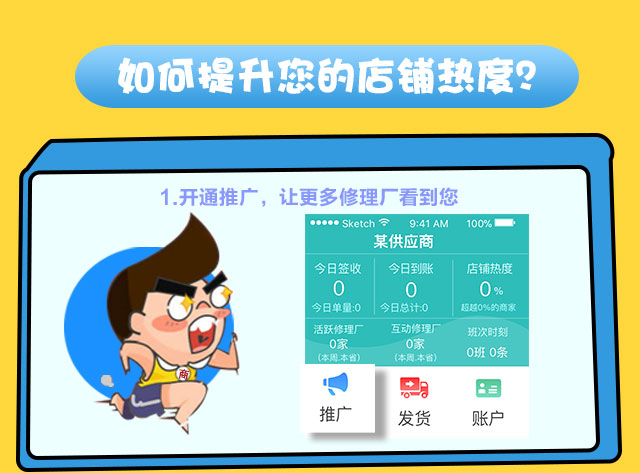 如何提升您的店铺热度?
1.开通推广，让更多修理厂看到您
Sketch 9:41 AM 100%
某供应商
今日签收 今日到账 店铺热度
0 0 0%
今日单量:0 今日总计:0 超越0%的商家
活跃修理厂 互动修理厂 班次时刻
0家 0家 0班 0条
(本周.本省) (本周.本省)
商
推广 发货 账户